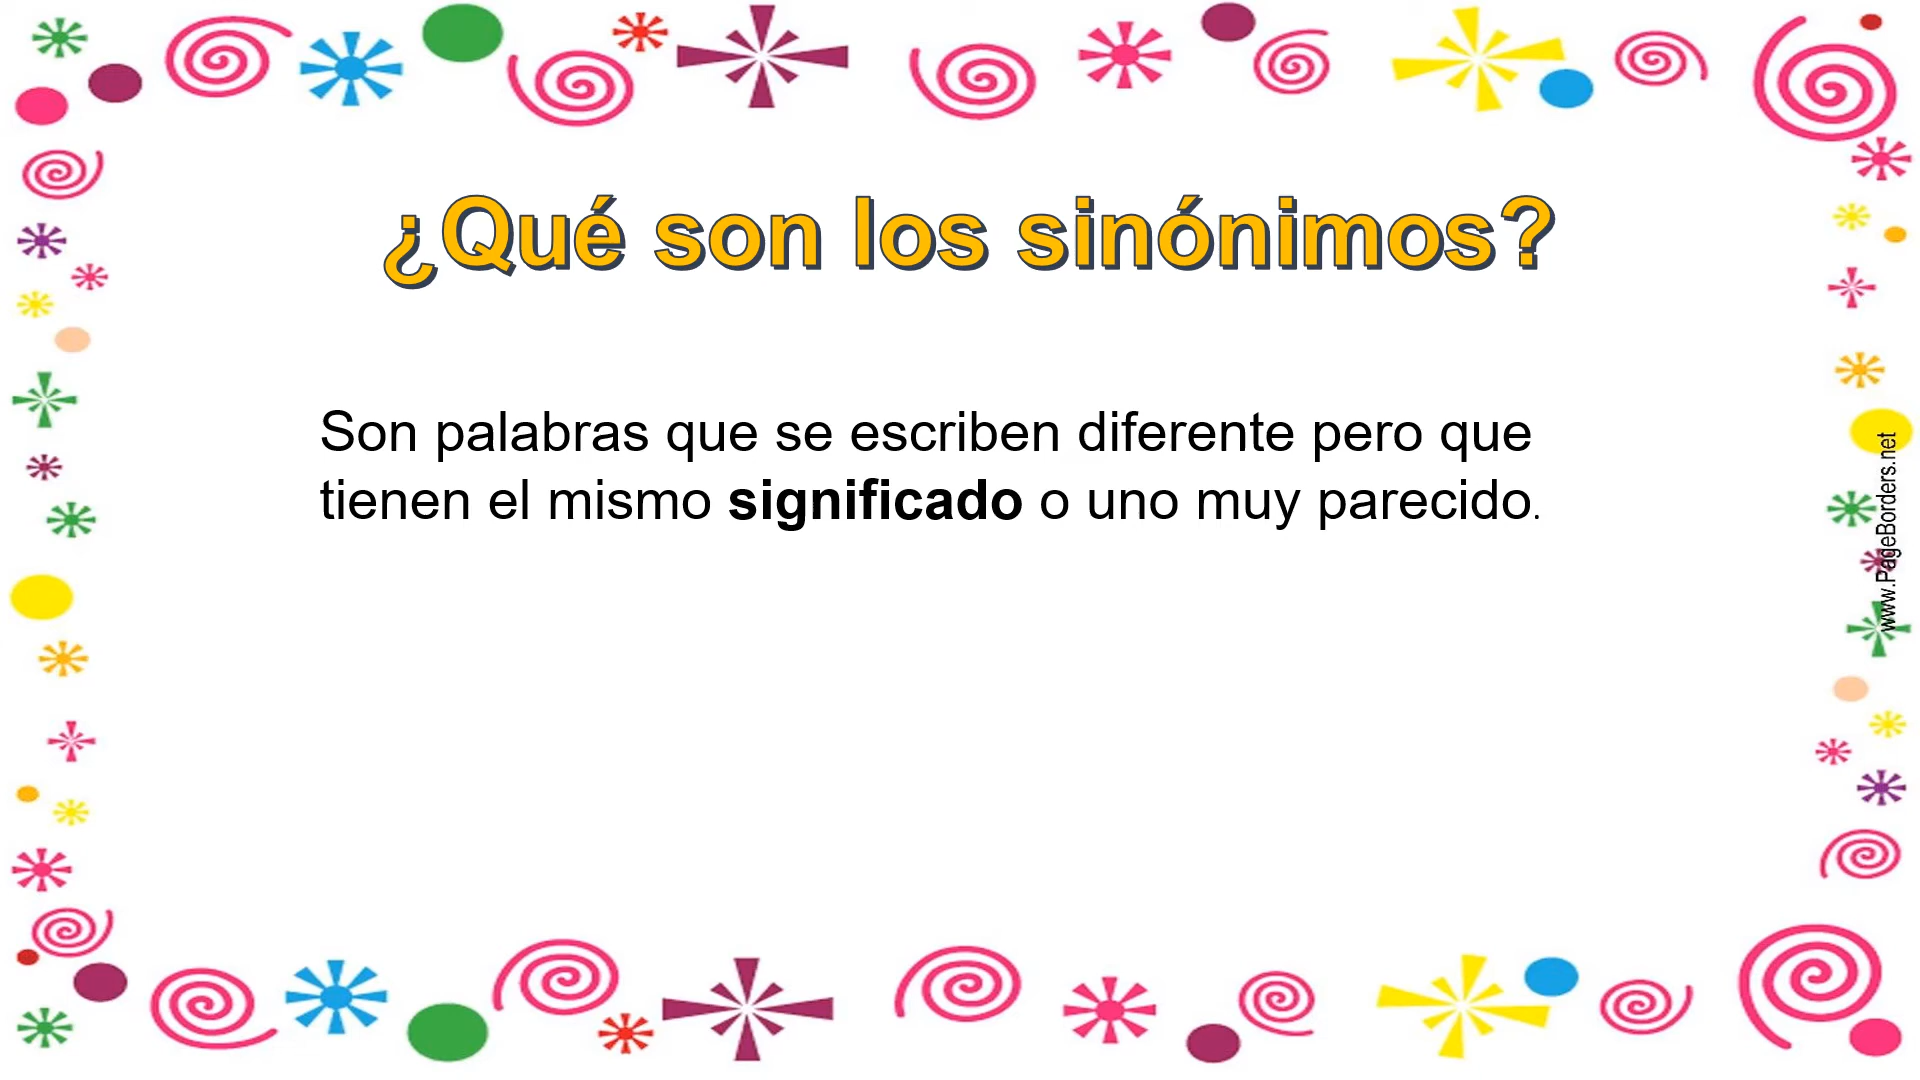 ¿Qué son los sinónimos?
Son palabras que se escriben diferente pero que
tienen el mismo significado o uno muy parecido.
www.PageBorders.net